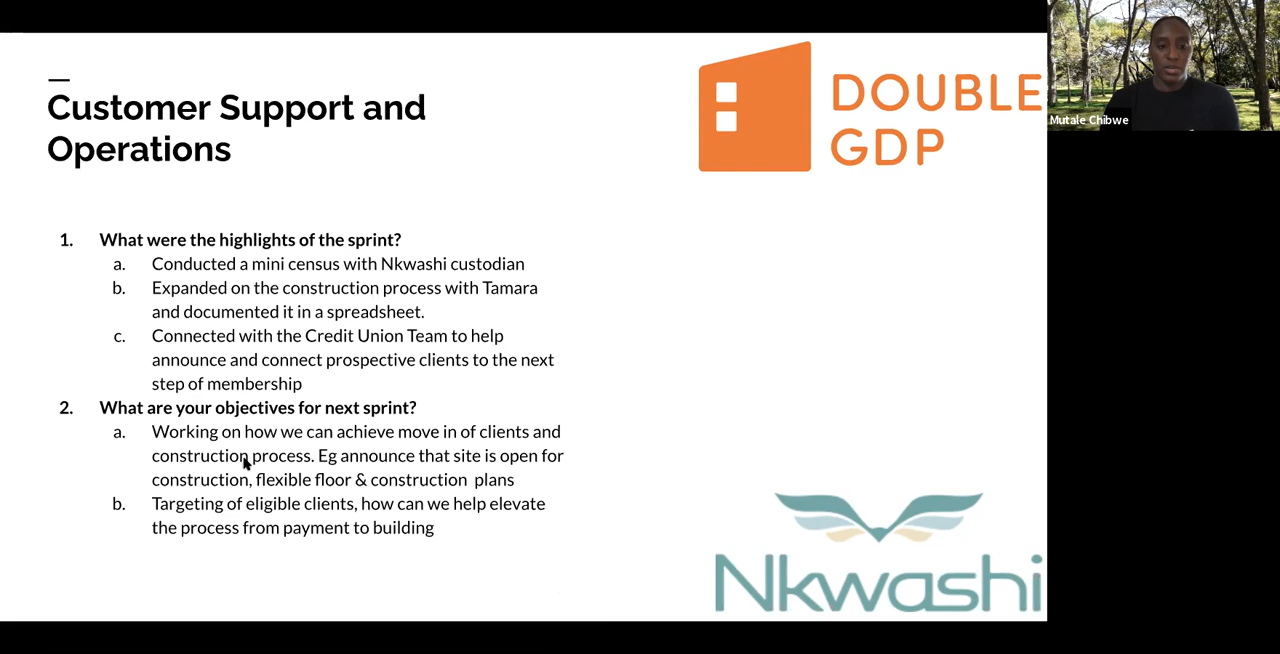 Customer Support and
Operations
DOUBLE
GDP
Mutale Chibwe
1. What were the highlights of the sprint?
a. Conducted a mini census with Nkwashi custodian
b. Expanded on the construction process with Tamara
and documented it in a spreadsheet.
c. Connected with the Credit Union Team to help
announce and connect prospective clients to the next
step of membership
2. What are your objectives for next sprint?
a. Working on how we can achieve move in of clients and
construction process. Eg announce that site is open for
construction, flexible floor & construction plans
b. Targeting of eligible clients, how can we help elevate
the process from payment to building
Nkwashi